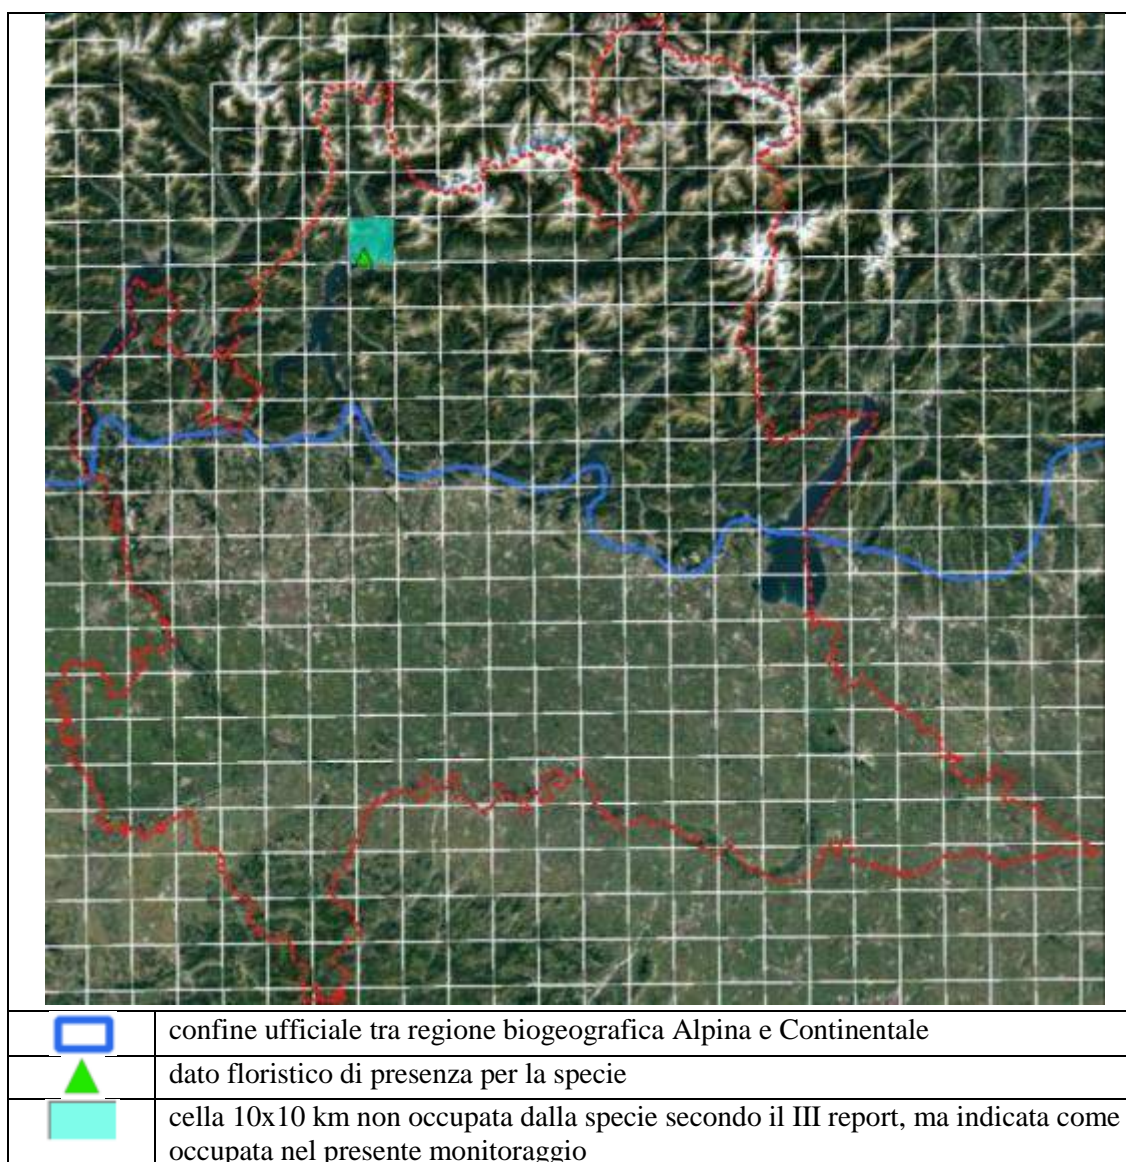 confine ufficiale tra regione biogeografica Alpina e Continentale
dato floristico di presenza per la specie
cella 10x10 km non occupata dalla specie secondo il III report, ma indicata come
occupata nel presente monitoraggio